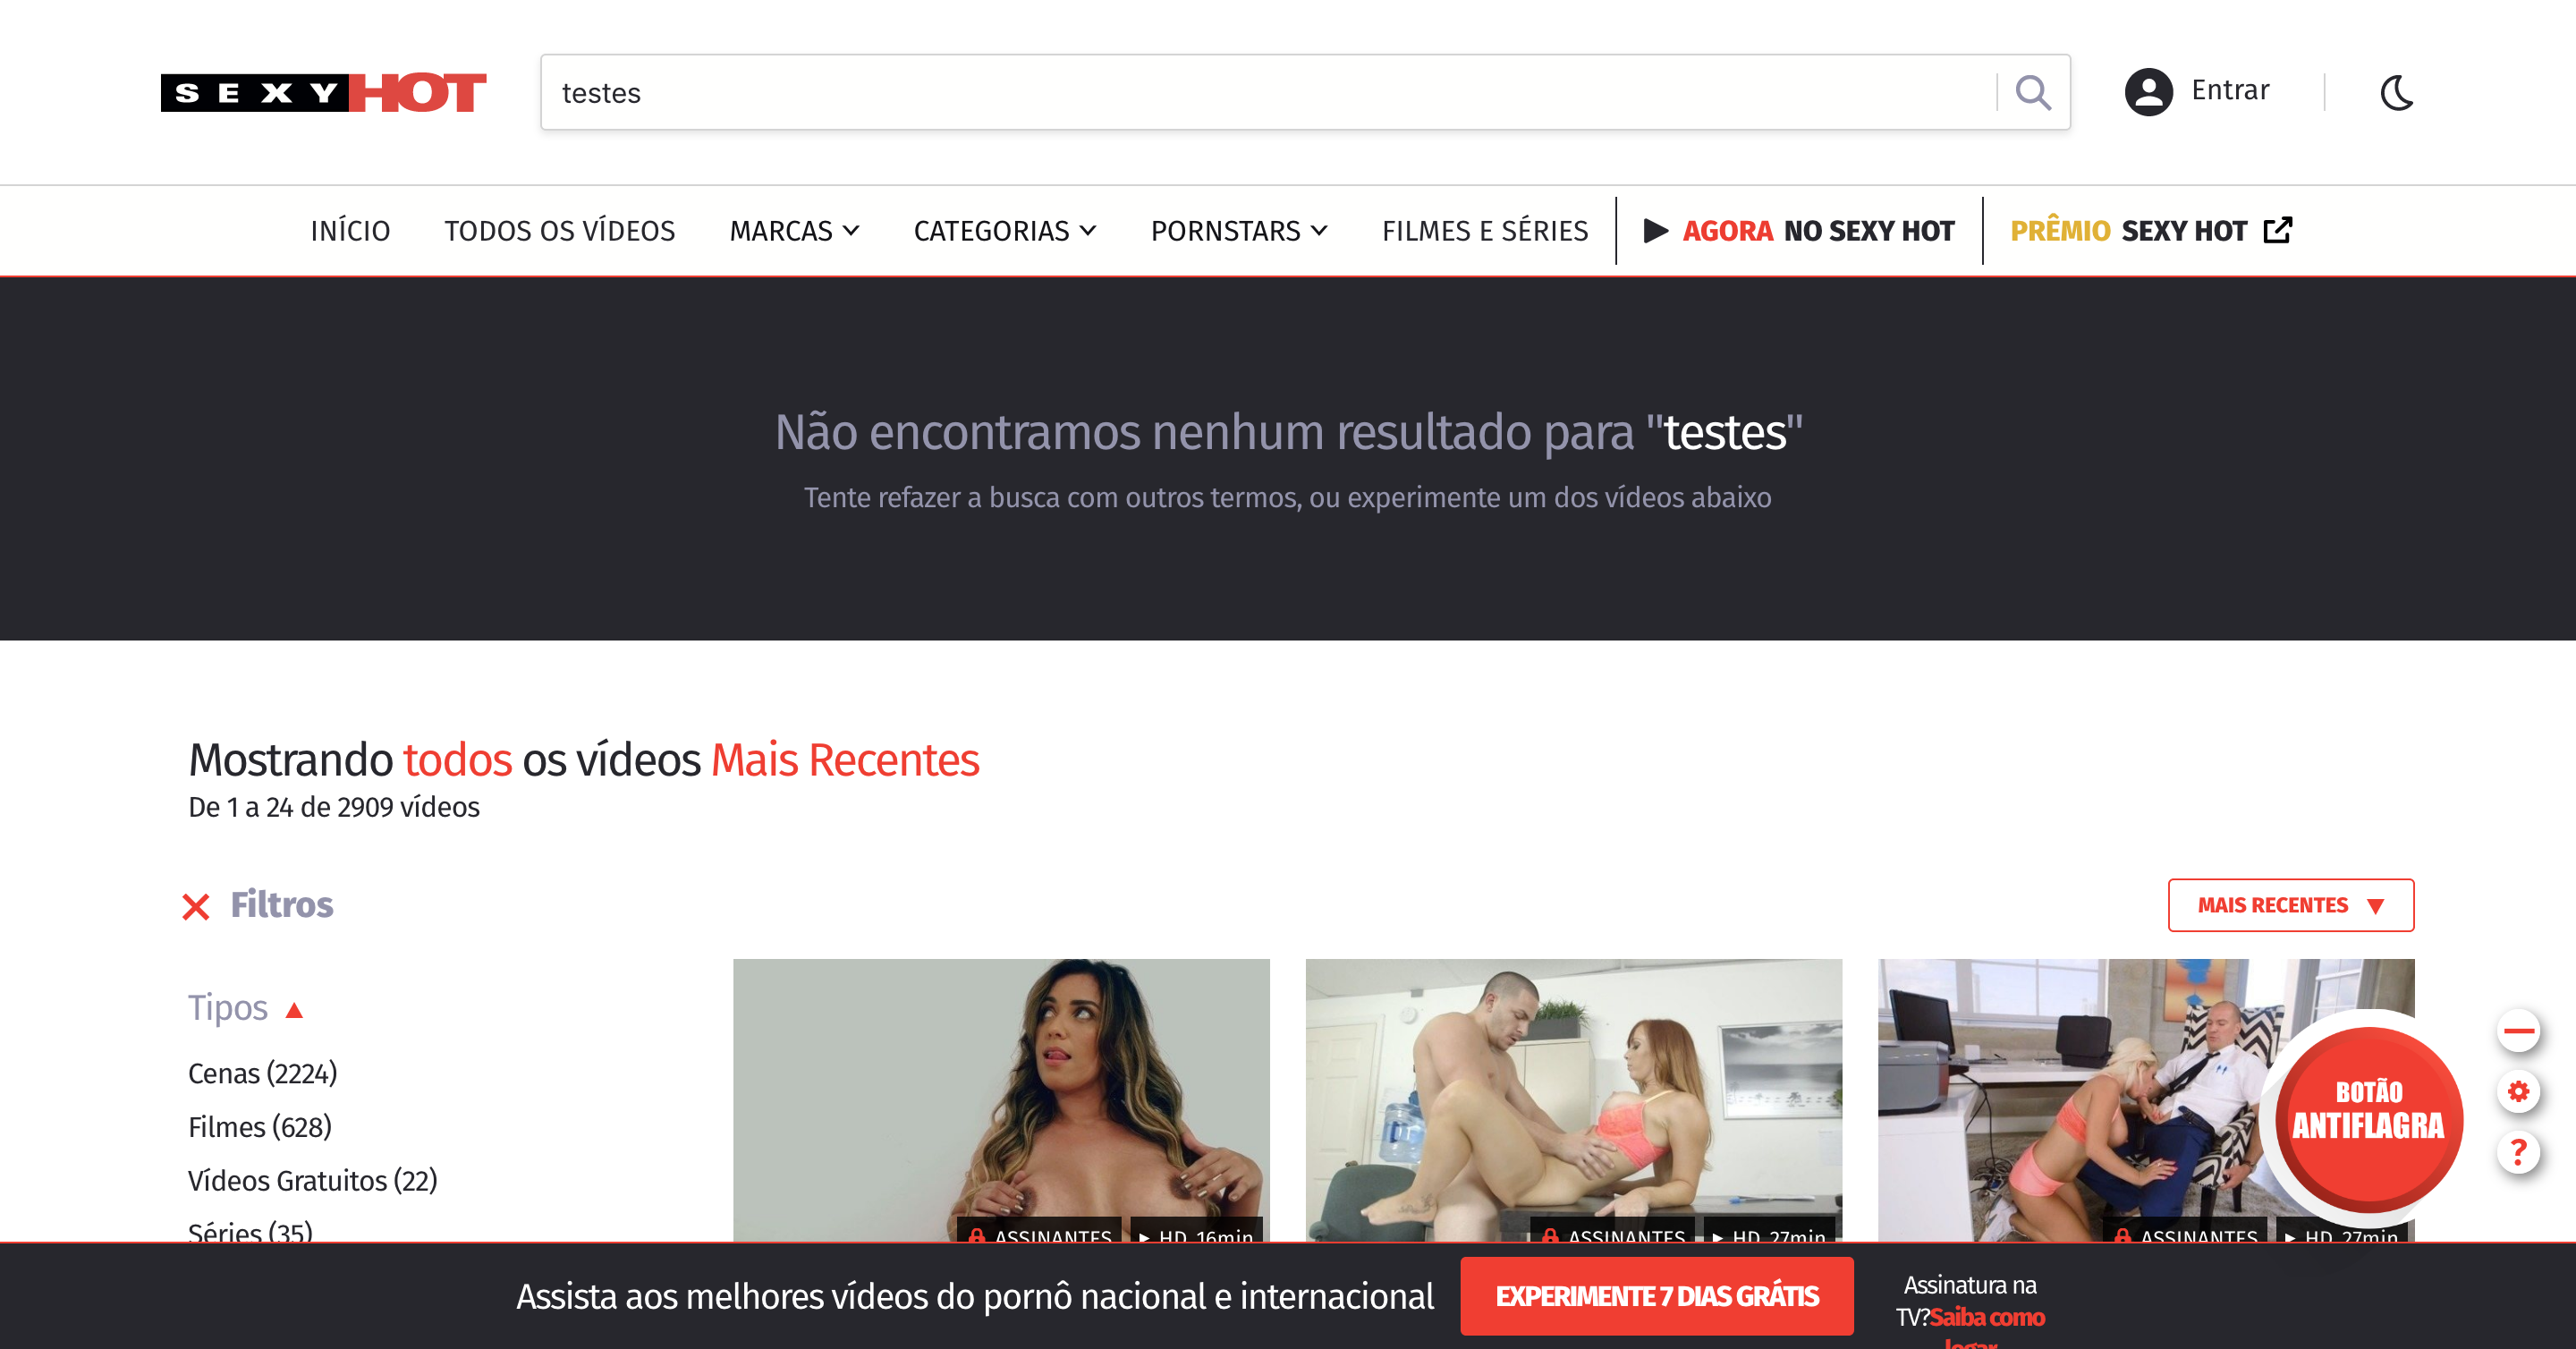 SEXYHOT
testes
Entrar
INÍCIO TODOS OS VÍDEOS MARCAS CATEGORIAS PORNSTARS FILMES E SÉRIES AGORA NO SEXY HOT PRÊMIO SEXY HOT
Não encontramos nenhum resultado para "testes"
Tente refazer a busca com outros termos, ou experimente um dos vídeos abaixo
Mostrando todos os vídeos Mais Recentes
De 1 a 24 de 2909 vídeos
Filtros
MAIS RECENTES
Tipos
Cenas (2224)
Filmes (628)
Vídeos Gratuitos (22)
Séries (35)
BOTÃO
ANTIFLAGRA
?
ASSINANTES HD 16min
ASSINANTES HD 27min
ASSINANTES HD 27min
Assista aos melhores vídeos do pornô nacional e internacional
EXPERIMENTE 7 DIAS GRÁTIS
Assinatura na
TV?Saiba como
logar